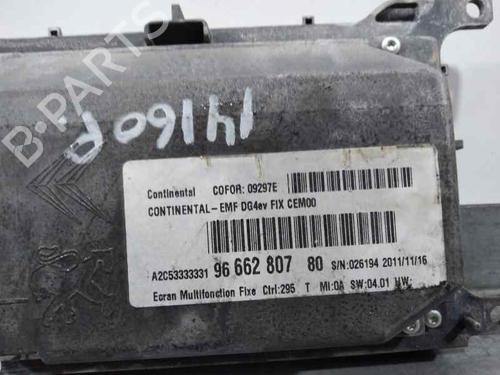 B-PARTS
14160.P
Continental COFOR: 09297E
CONTINENTAL-EMF DG4ev FIX CEM00
A2C53333331 96 662 807 80 S/N:026194 2011/11/16
Ecran Multifonction Fixe Ctrl:295 T MI:0A SW:04.01 HW: